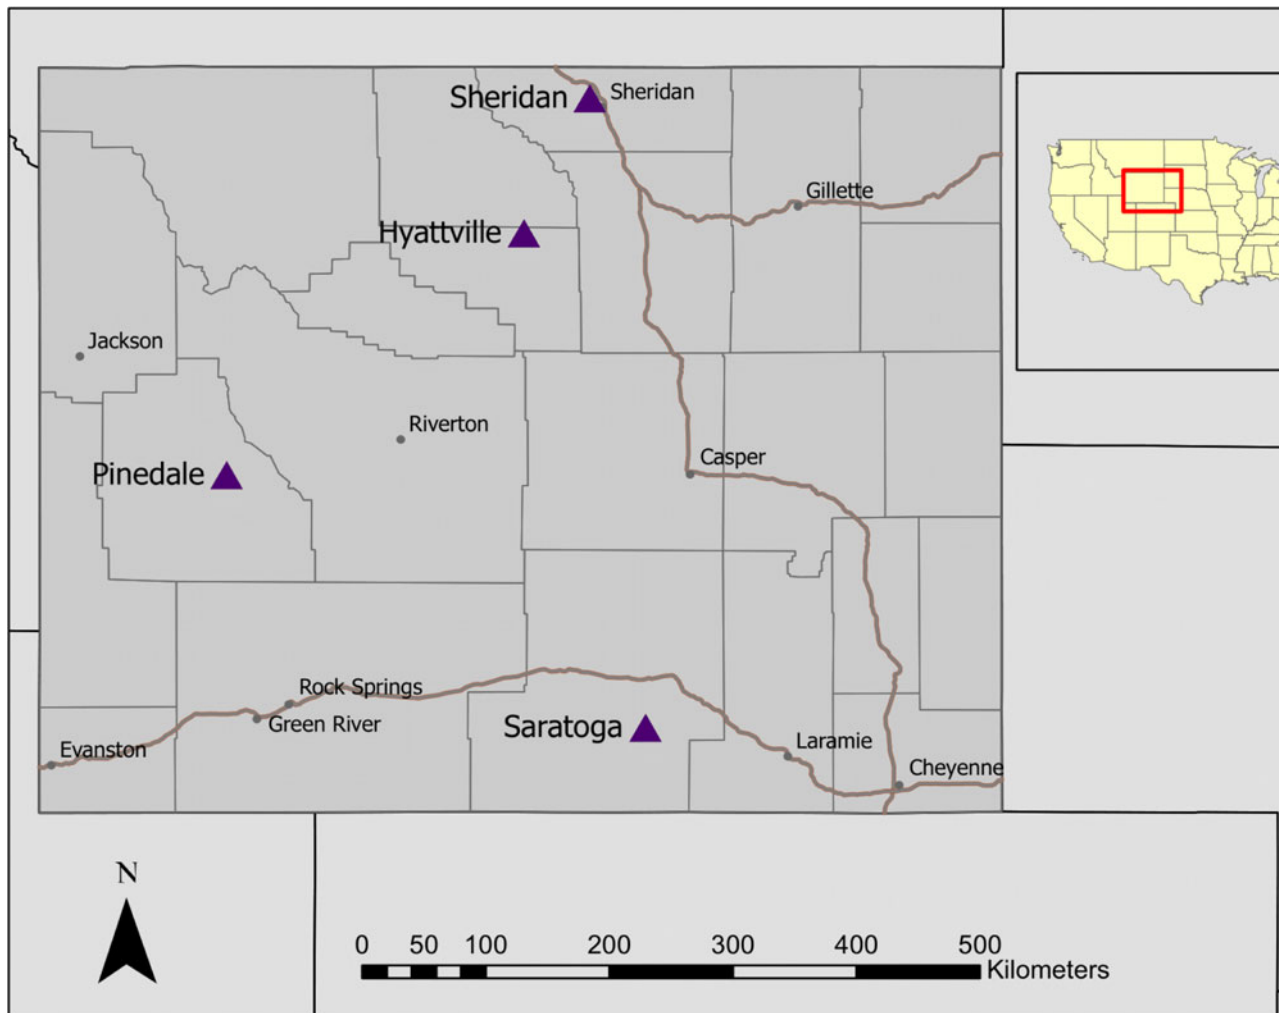 Sheridan
Sheridan
Gillette
Hyattville
Jackson
Riverton
Casper
Pinedale
Rock Springs
Green River
Saratoga
Evanston
Laramie
Cheyenne
N
0 50 100 200 300 400 500
Kilometers